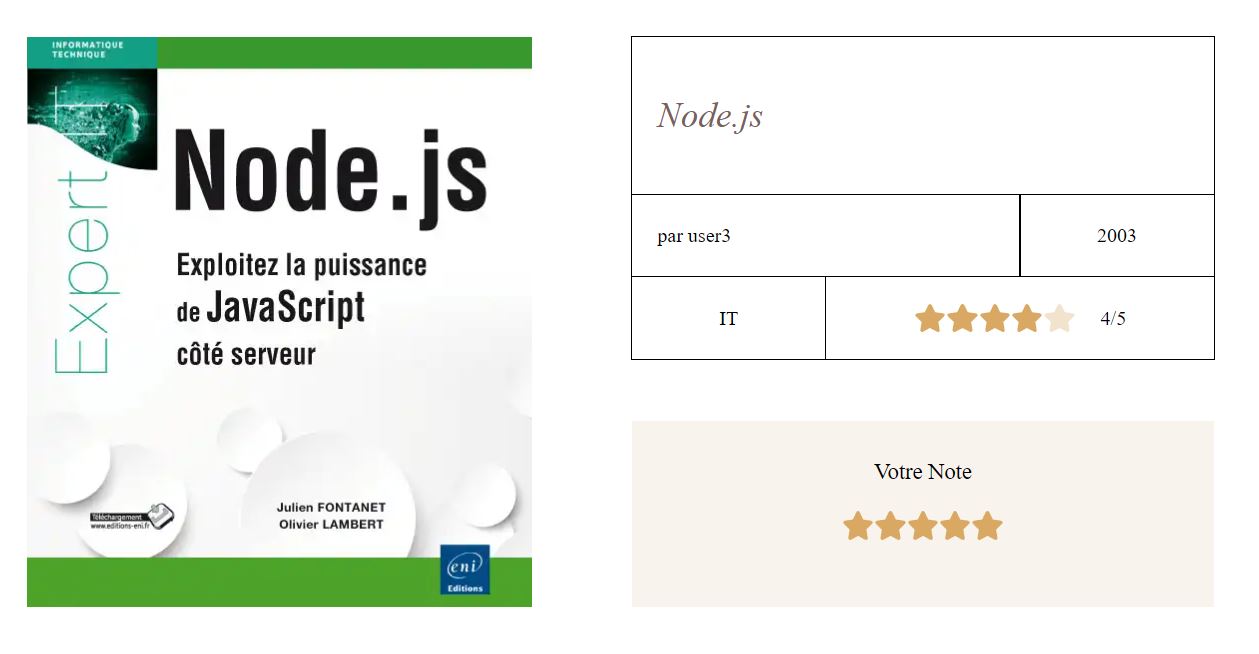 INFORMATIQUE
TECHNIQUE
Expert IT
Node.js
Exploitez la puissance
de JavaScript
côté serveur
Téléchargement
www.editions-eni.fr
Julien FONTANET
Olivier LAMBERT
eni
Editions
Node.js
par user3
2003
IT
4/5
Votre Note